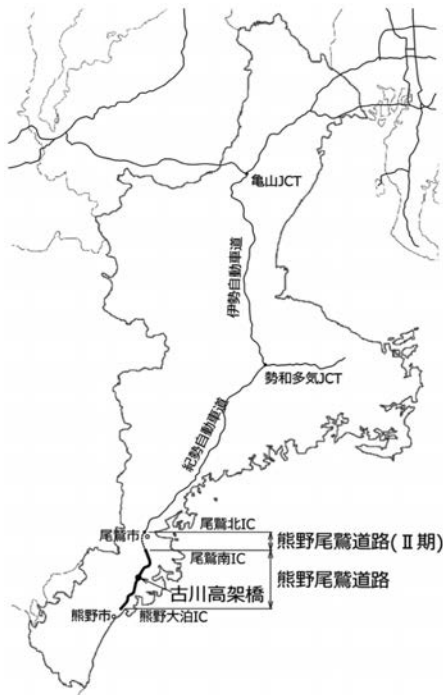 亀山JCT
伊勢自動車道
勢和多気JCT
紀勢自動車道
尾鷲北IC
尾鷲市
熊野尾鷲道路(Ⅱ期)
尾鷲南IC
熊野尾鷲道路
古川高架橋
熊野市
熊野大泊IC